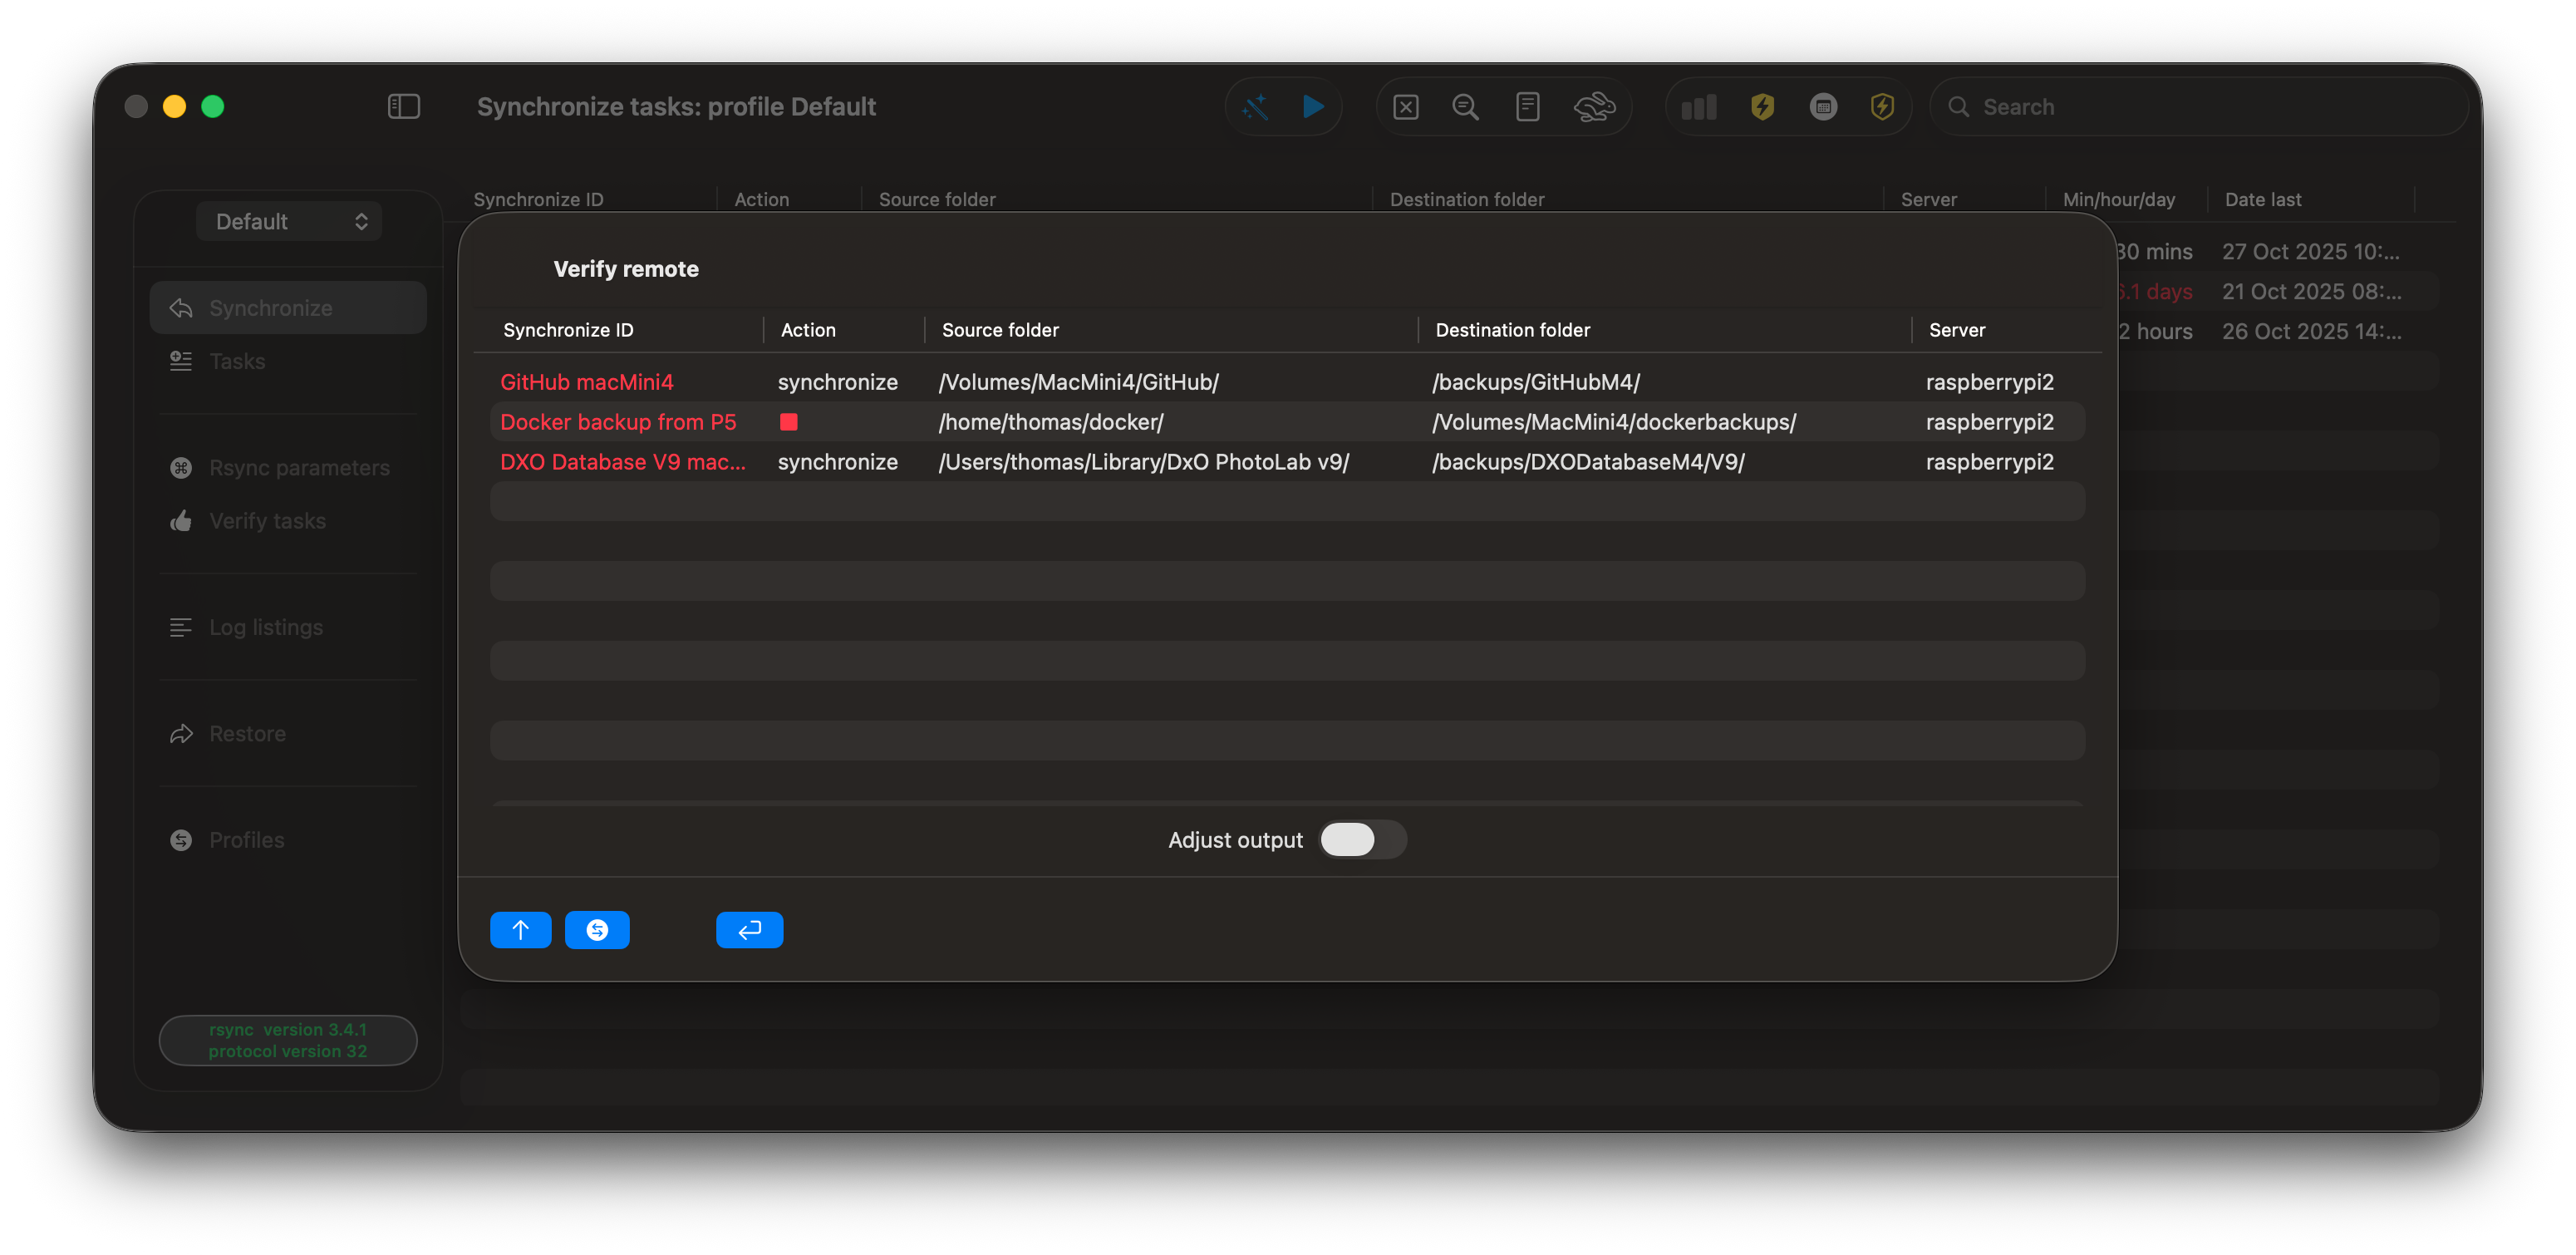 Synchronize tasks: profile Default
Search
Default
Synchronize
Tasks
Rsync parameters
Verify tasks
Log listings
Restore
Profiles
rsync version 3.4.1
protocol version 32
Synchronize ID Action Source folder Destination folder Server Min/hour/day Date last
30 mins 27 Oct 2025 10:...
6.1 days 21 Oct 2025 08:...
2 hours 26 Oct 2025 14:...
Verify remote
Synchronize ID Action Source folder Destination folder Server
GitHub macMini4 synchronize /Volumes/MacMini4/GitHub/ /backups/GitHubM4/ raspberrypi2
Docker backup from P5 /home/thomas/docker/ /Volumes/MacMini4/dockerbackups/ raspberrypi2
DXO Database V9 mac... synchronize /Users/thomas/Library/DxO PhotoLab v9/ /backups/DXODatabaseM4/V9/ raspberrypi2
Adjust output